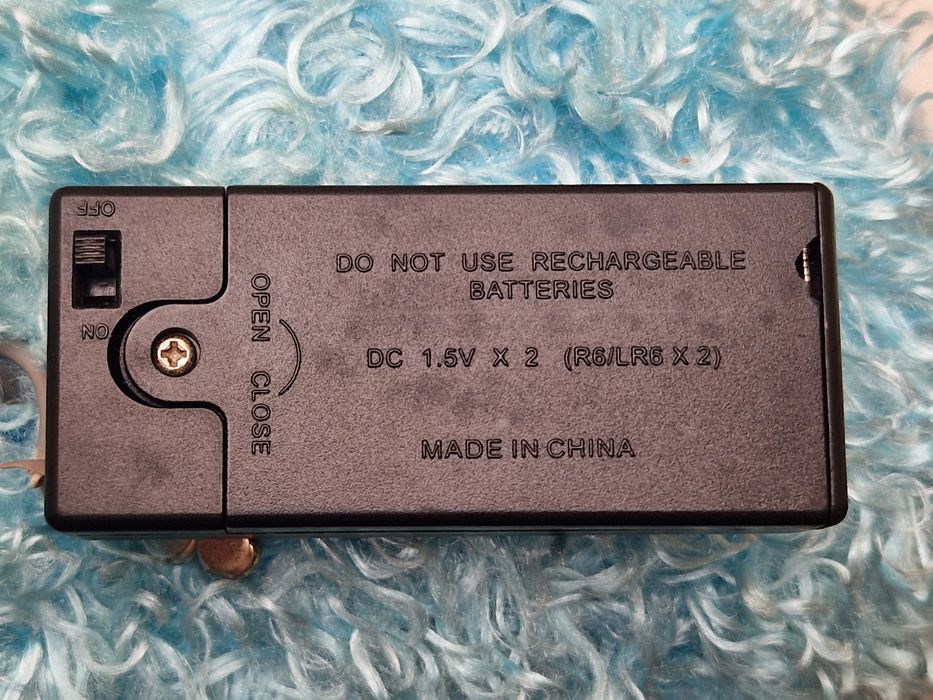 OFF
ON
OPEN CLOSE
DO NOT USE RECHARGEABLE
BATTERIES
DC 1.5V X 2 (R6/LR6 X 2)
MADE IN CHINA